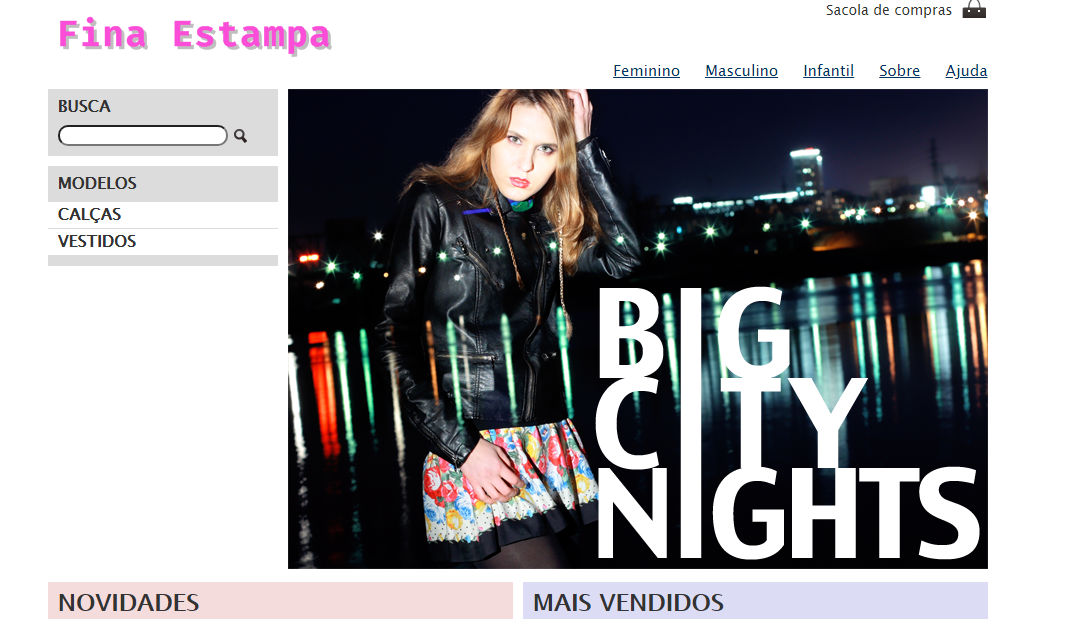 Sacola de compras
Fina Estampa
Feminino Masculino Infantil Sobre Ajuda
BUSCA
MODELOS
CALÇAS
VESTIDOS
BIG
CITY
NIGHTS
NOVIDADES
MAIS VENDIDOS